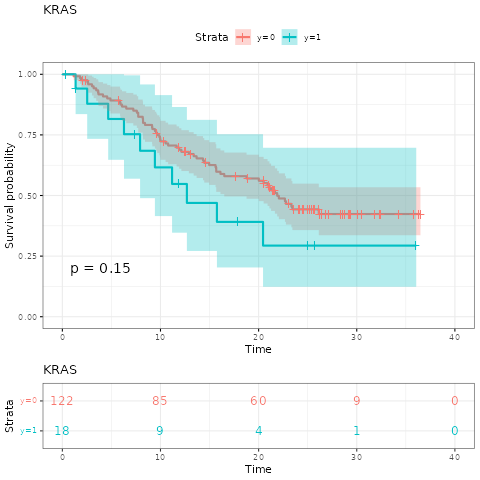 KRAS
Strata y=0 y=1
Survival probability
1.00
0.75
0.50
0.25
0.00
p = 0.15
0 10 20 30 40
Time
KRAS
Strata
y=0 122 85 60 9 0
y=1 18 9 4 1 0
0 10 20 30 40
Time